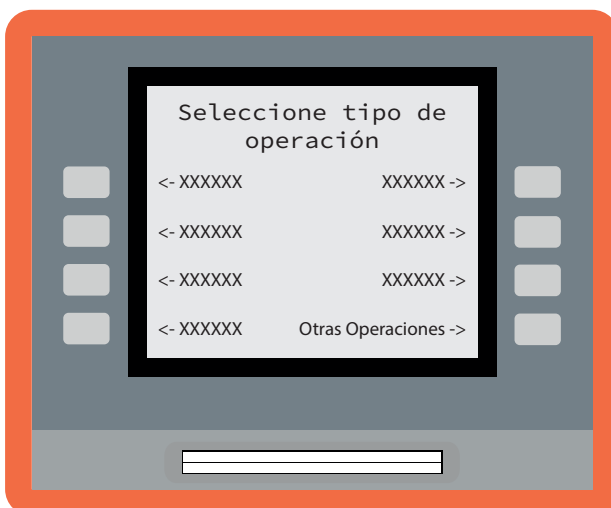 Seleccione tipo de
operación
<- XXXXXX XXXXXX ->
<- XXXXXX XXXXXX ->
<- XXXXXX XXXXXX ->
<- XXXXXX Otras Operaciones ->